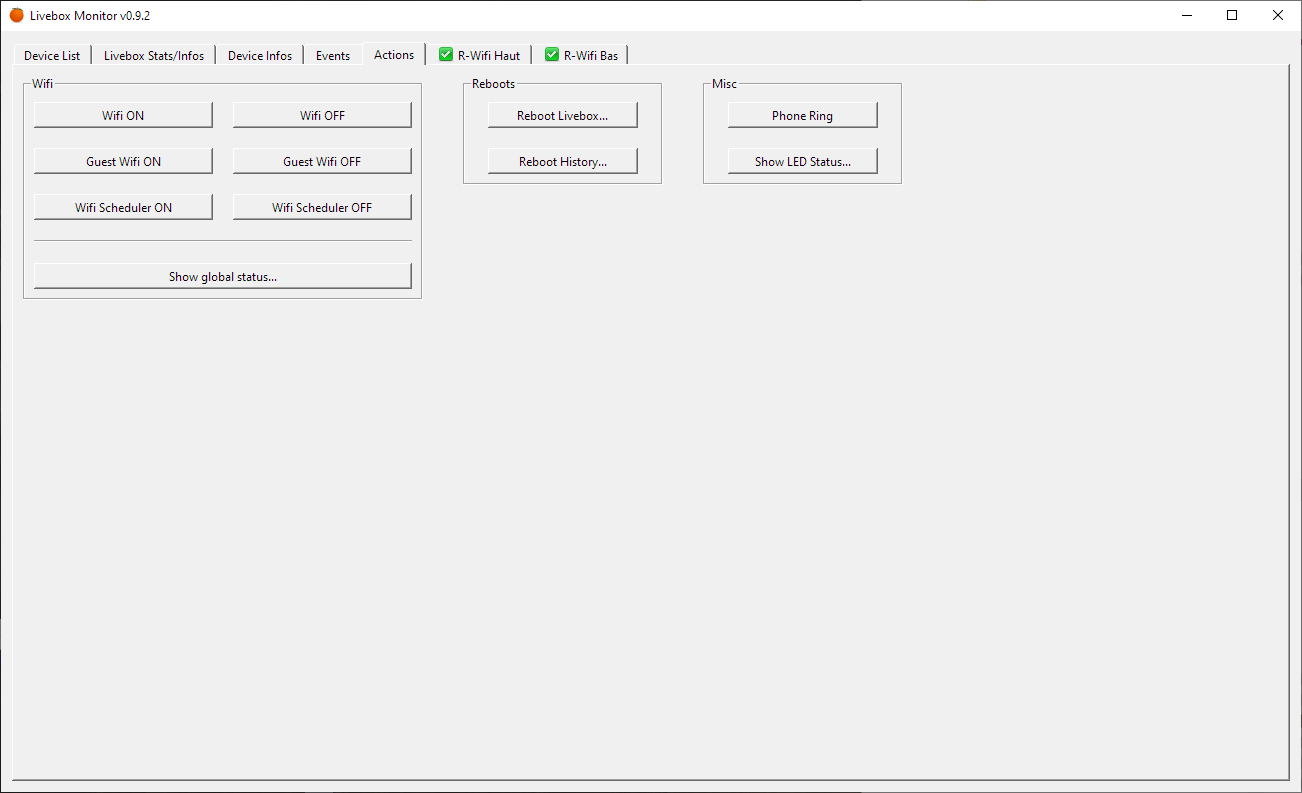 Livebox Monitor v0.9.2
Device List Livebox Stats/Infos Device Infos Events Actions R-Wifi Haut R-Wifi Bas
Wifi
Wifi ON Wifi OFF
Guest Wifi ON Guest Wifi OFF
Wifi Scheduler ON Wifi Scheduler OFF
Show global status...
Reboots
Reboot Livebox...
Reboot History...
Misc
Phone Ring
Show LED Status...